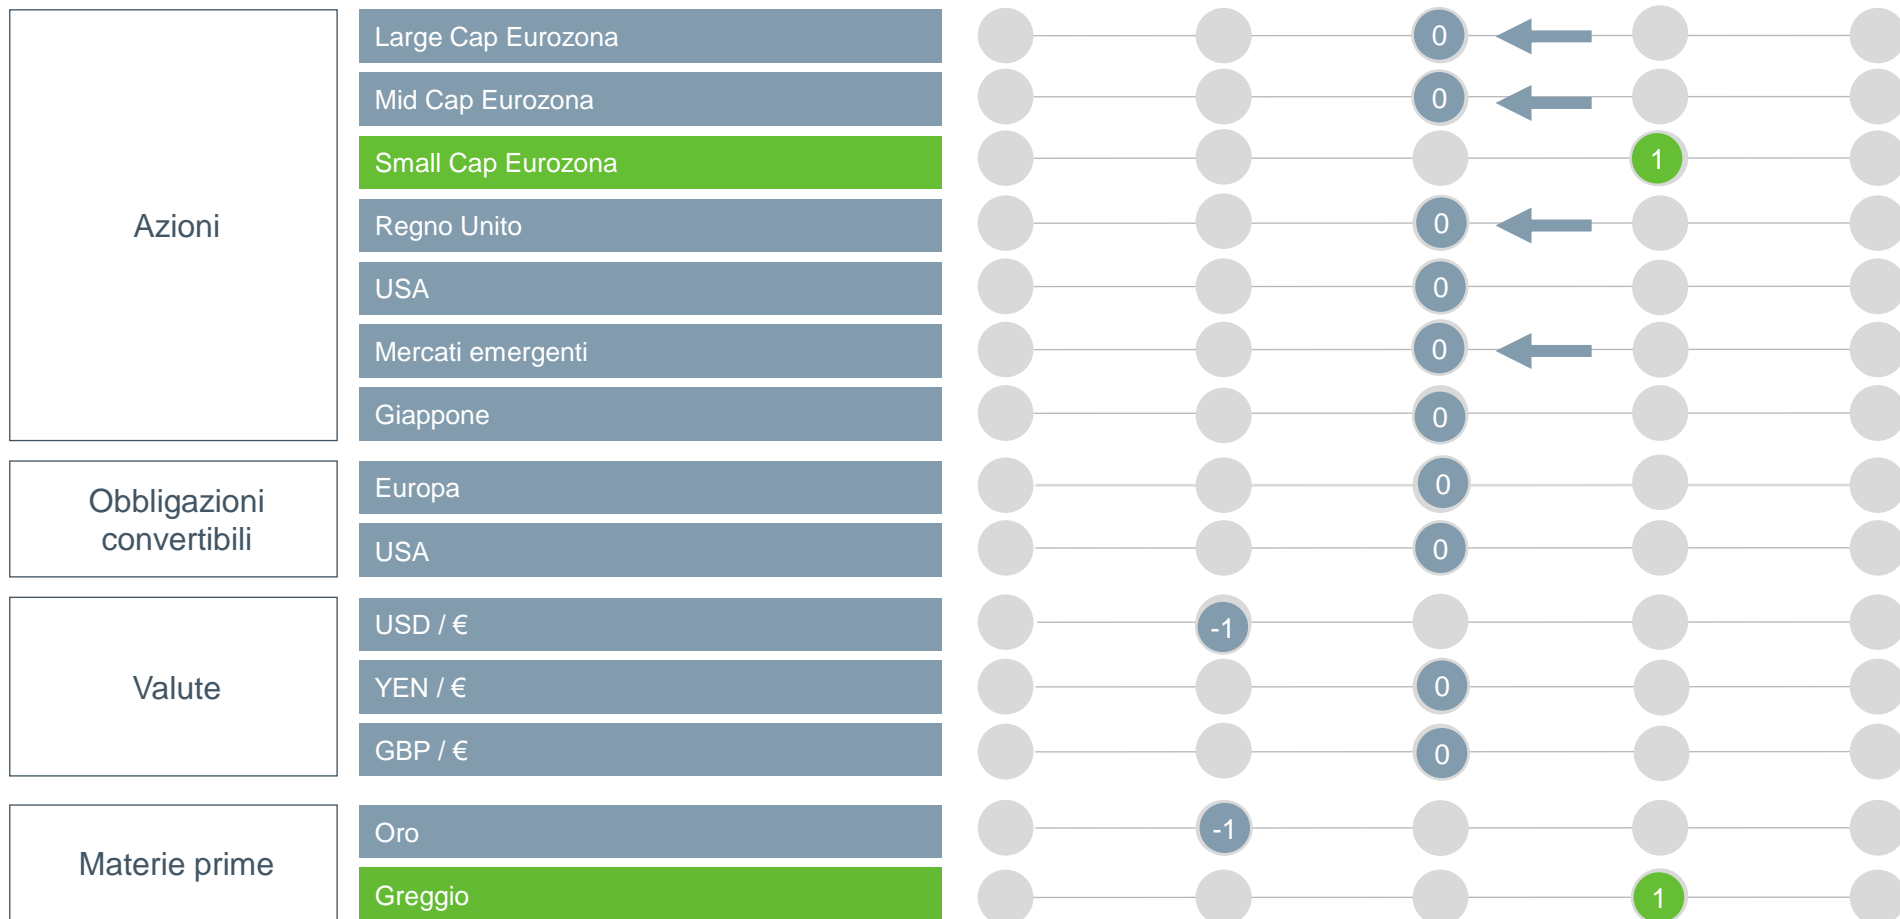 Azioni
Large Cap Eurozona
0
Mid Cap Eurozona
0
Small Cap Eurozona
1
Regno Unito
0
USA
0
Mercati emergenti
0
Giappone
0
Obbligazioni
convertibili
Europa
0
USA
0
Valute
USD / €
-1
YEN / €
0
GBP / €
0
Materie prime
Oro
-1
Greggio
1